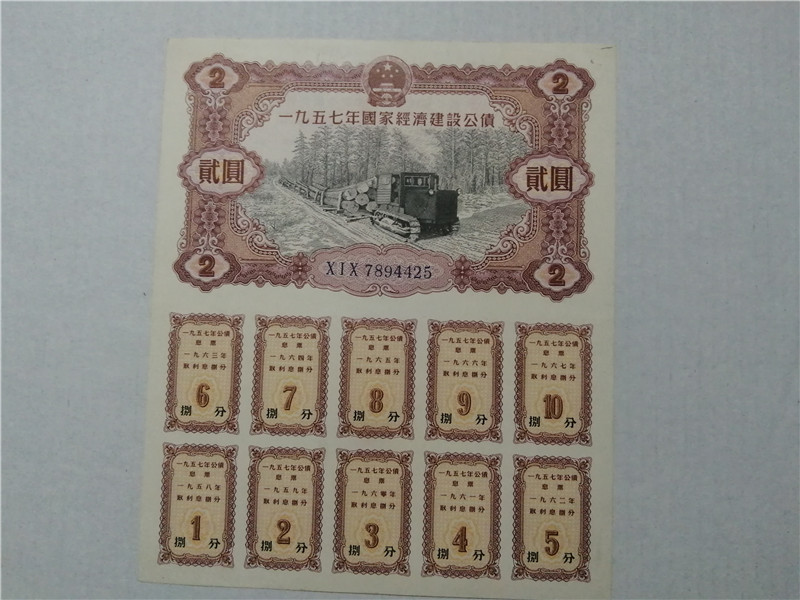 2 2
一九五七年國家經濟建設公債
貳圓 貳圓
2 XIX 7894425 2
一九五七年公債
息票
一九六三年
取利息捌分
6
捌 分
一九五七年公債
息票
一九六四年
取利息捌分
7
捌 分
一九五七年公債
息票
一九六五年
取利息捌分
8
捌 分
一九五七年公債
息票
一九六六年
取利息捌分
9
捌 分
一九五七年公債
息票
一九六七年
取利息捌分
10
捌 分
一九五七年公債
息票
一九五八年
取利息捌分
1
捌 分
一九五七年公債
息票
一九五九年
取利息捌分
2
捌 分
一九五七年公債
息票
一九六零年
取利息捌分
3
捌 分
一九五七年公債
息票
一九六一年
取利息捌分
4
捌 分
一九五七年公債
息票
一九六二年
取利息捌分
5
捌 分